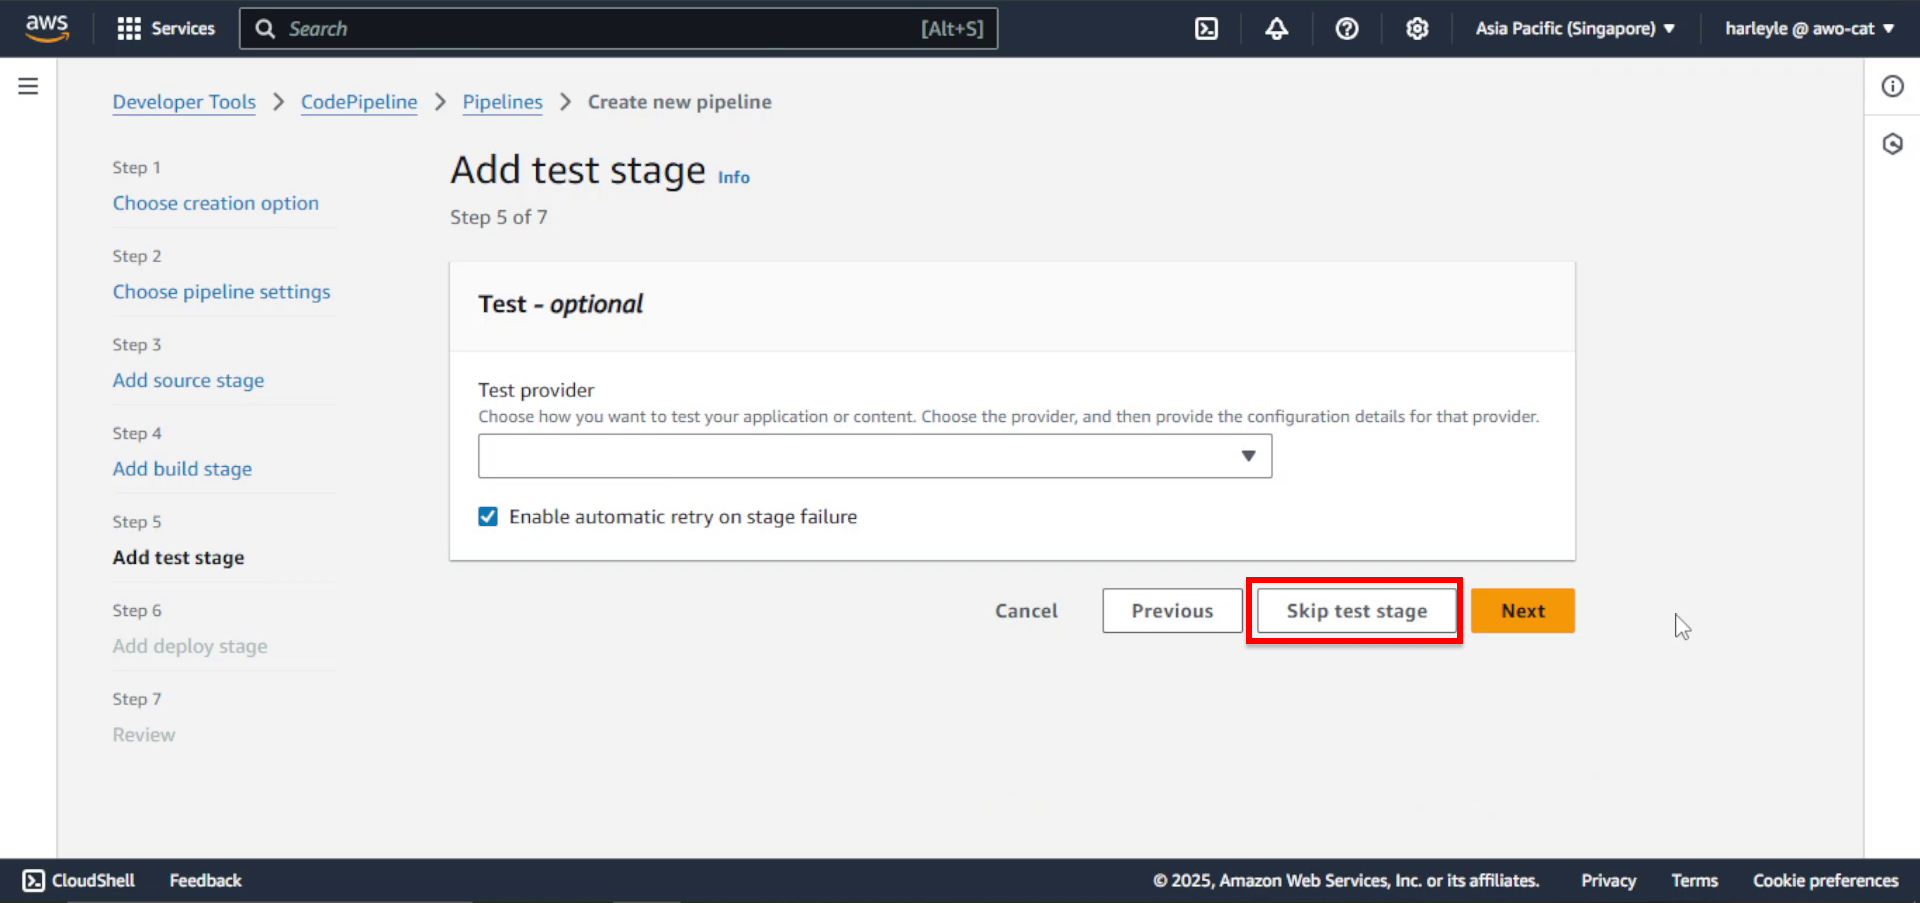 aws
Services
Search
[Alt+S]
Asia Pacific (Singapore)
harleyle @ awo-cat
Developer Tools
CodePipeline
Pipelines
Create new pipeline
Step 1
Choose creation option
Step 2
Choose pipeline settings
Step 3
Add source stage
Step 4
Add build stage
Step 5
Add test stage
Step 6
Add deploy stage
Step 7
Review
Add test stage Info
Step 5 of 7
Test - optional
Test provider
Choose how you want to test your application or content. Choose the provider, and then provide the configuration details for that provider.
Enable automatic retry on stage failure
Cancel
Previous
Skip test stage
Next
CloudShell
Feedback
© 2025, Amazon Web Services, Inc. or its affiliates.
Privacy
Terms
Cookie preferences